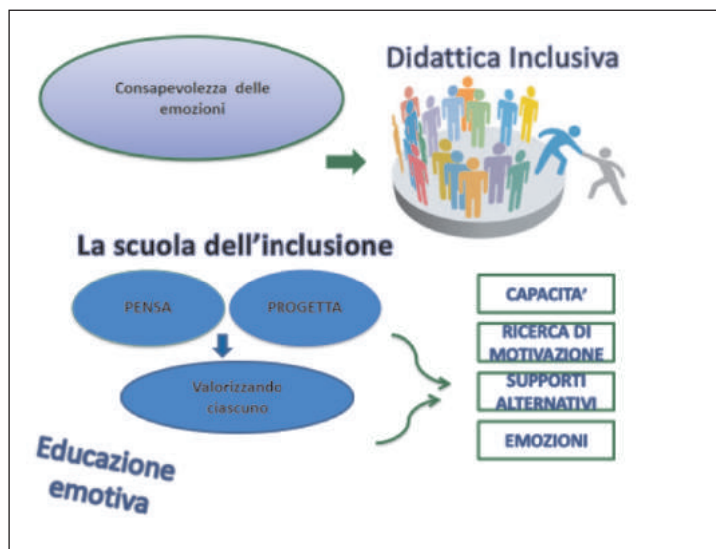 Consapevolezza delle
emozioni
Didattica Inclusiva
La scuola dell'inclusione
PENSA
PROGETTA
Valorizzando
ciascuno
CAPACITA'
RICERCA DI
MOTIVAZIONE
SUPPORTI
ALTERNATIVI
EMOZIONI
Educazione
emotiva